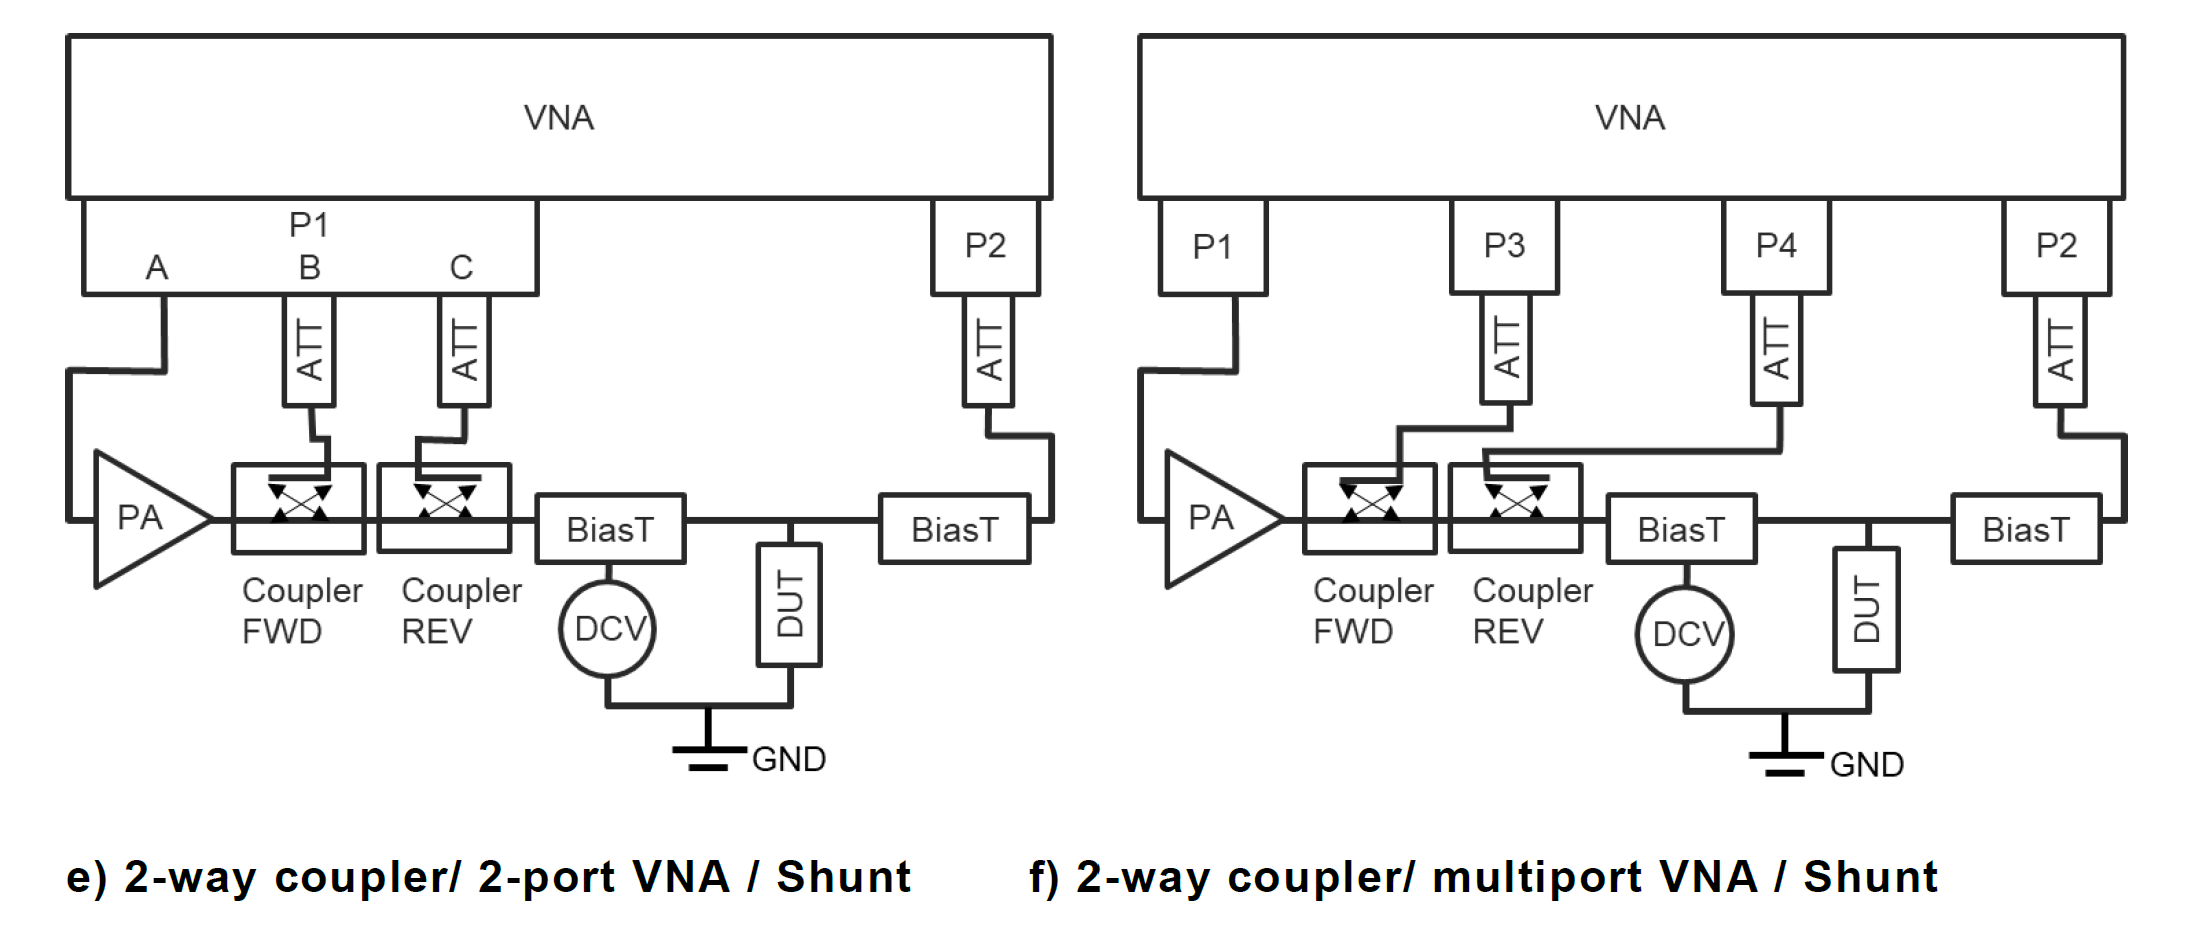 VNA
P1
A B C
P2
ATT
ATT
ATT
PA
BiasT
BiasT
Coupler
FWD
Coupler
REV
DCV
DUT
GND
e) 2-way coupler/ 2-port VNA / Shunt
VNA
P1
P3
P4
P2
ATT
ATT
ATT
PA
BiasT
BiasT
Coupler
FWD
Coupler
REV
DCV
DUT
GND
f) 2-way coupler/ multiport VNA / Shunt